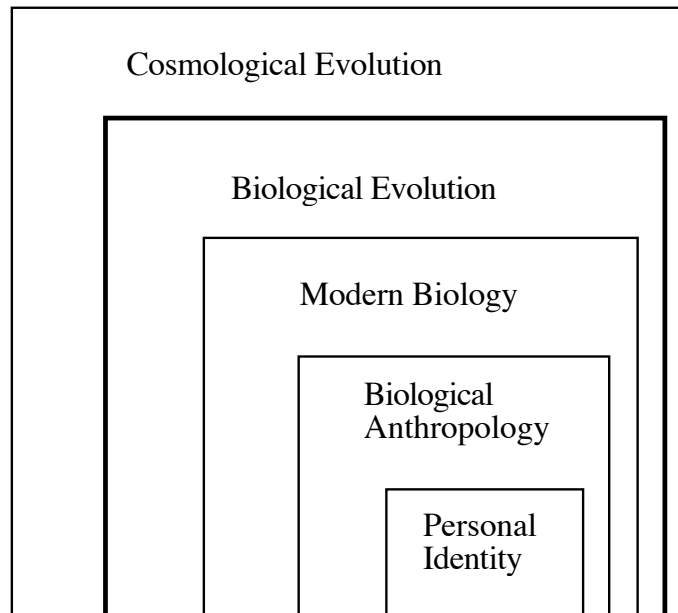 Cosmological Evolution
Biological Evolution
Modern Biology
Biological
Anthropology
Personal
Identity